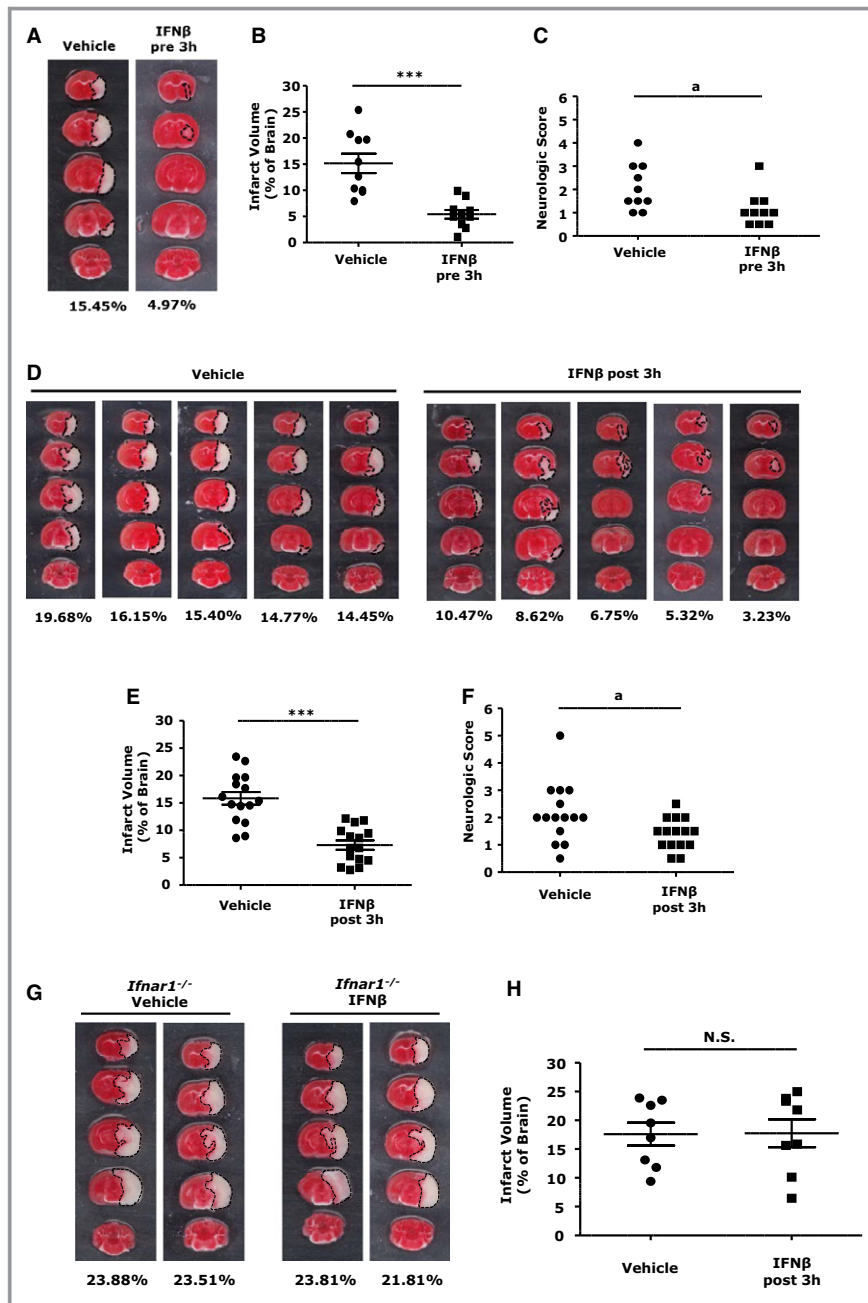 A
Vehicle
IFNβ
pre 3h
15.45%
4.97%
B
***
Infarct Volume
(% of Brain)
30
25
20
15
10
5
0
Vehicle
IFNβ
pre 3h
C
a
Neurologic Score
6
5
4
3
2
1
0
Vehicle
IFNβ
pre 3h
D
Vehicle
IFNβ post 3h
19.68%
16.15%
15.40%
14.77%
14.45%
10.47%
8.62%
6.75%
5.32%
3.23%
E
***
Infarct Volume
(% of Brain)
30
25
20
15
10
5
0
Vehicle
IFNβ
post 3h
F
a
Neurologic Score
6
5
4
3
2
1
0
Vehicle
IFNβ
post 3h
G
Ifnar1-/-
Vehicle
Ifnar1-/-
IFNβ
23.88%
23.51%
23.81%
21.81%
H
N.S.
Infarct Volume
(% of Brain)
30
25
20
15
10
5
0
Vehicle
IFNβ
post 3h